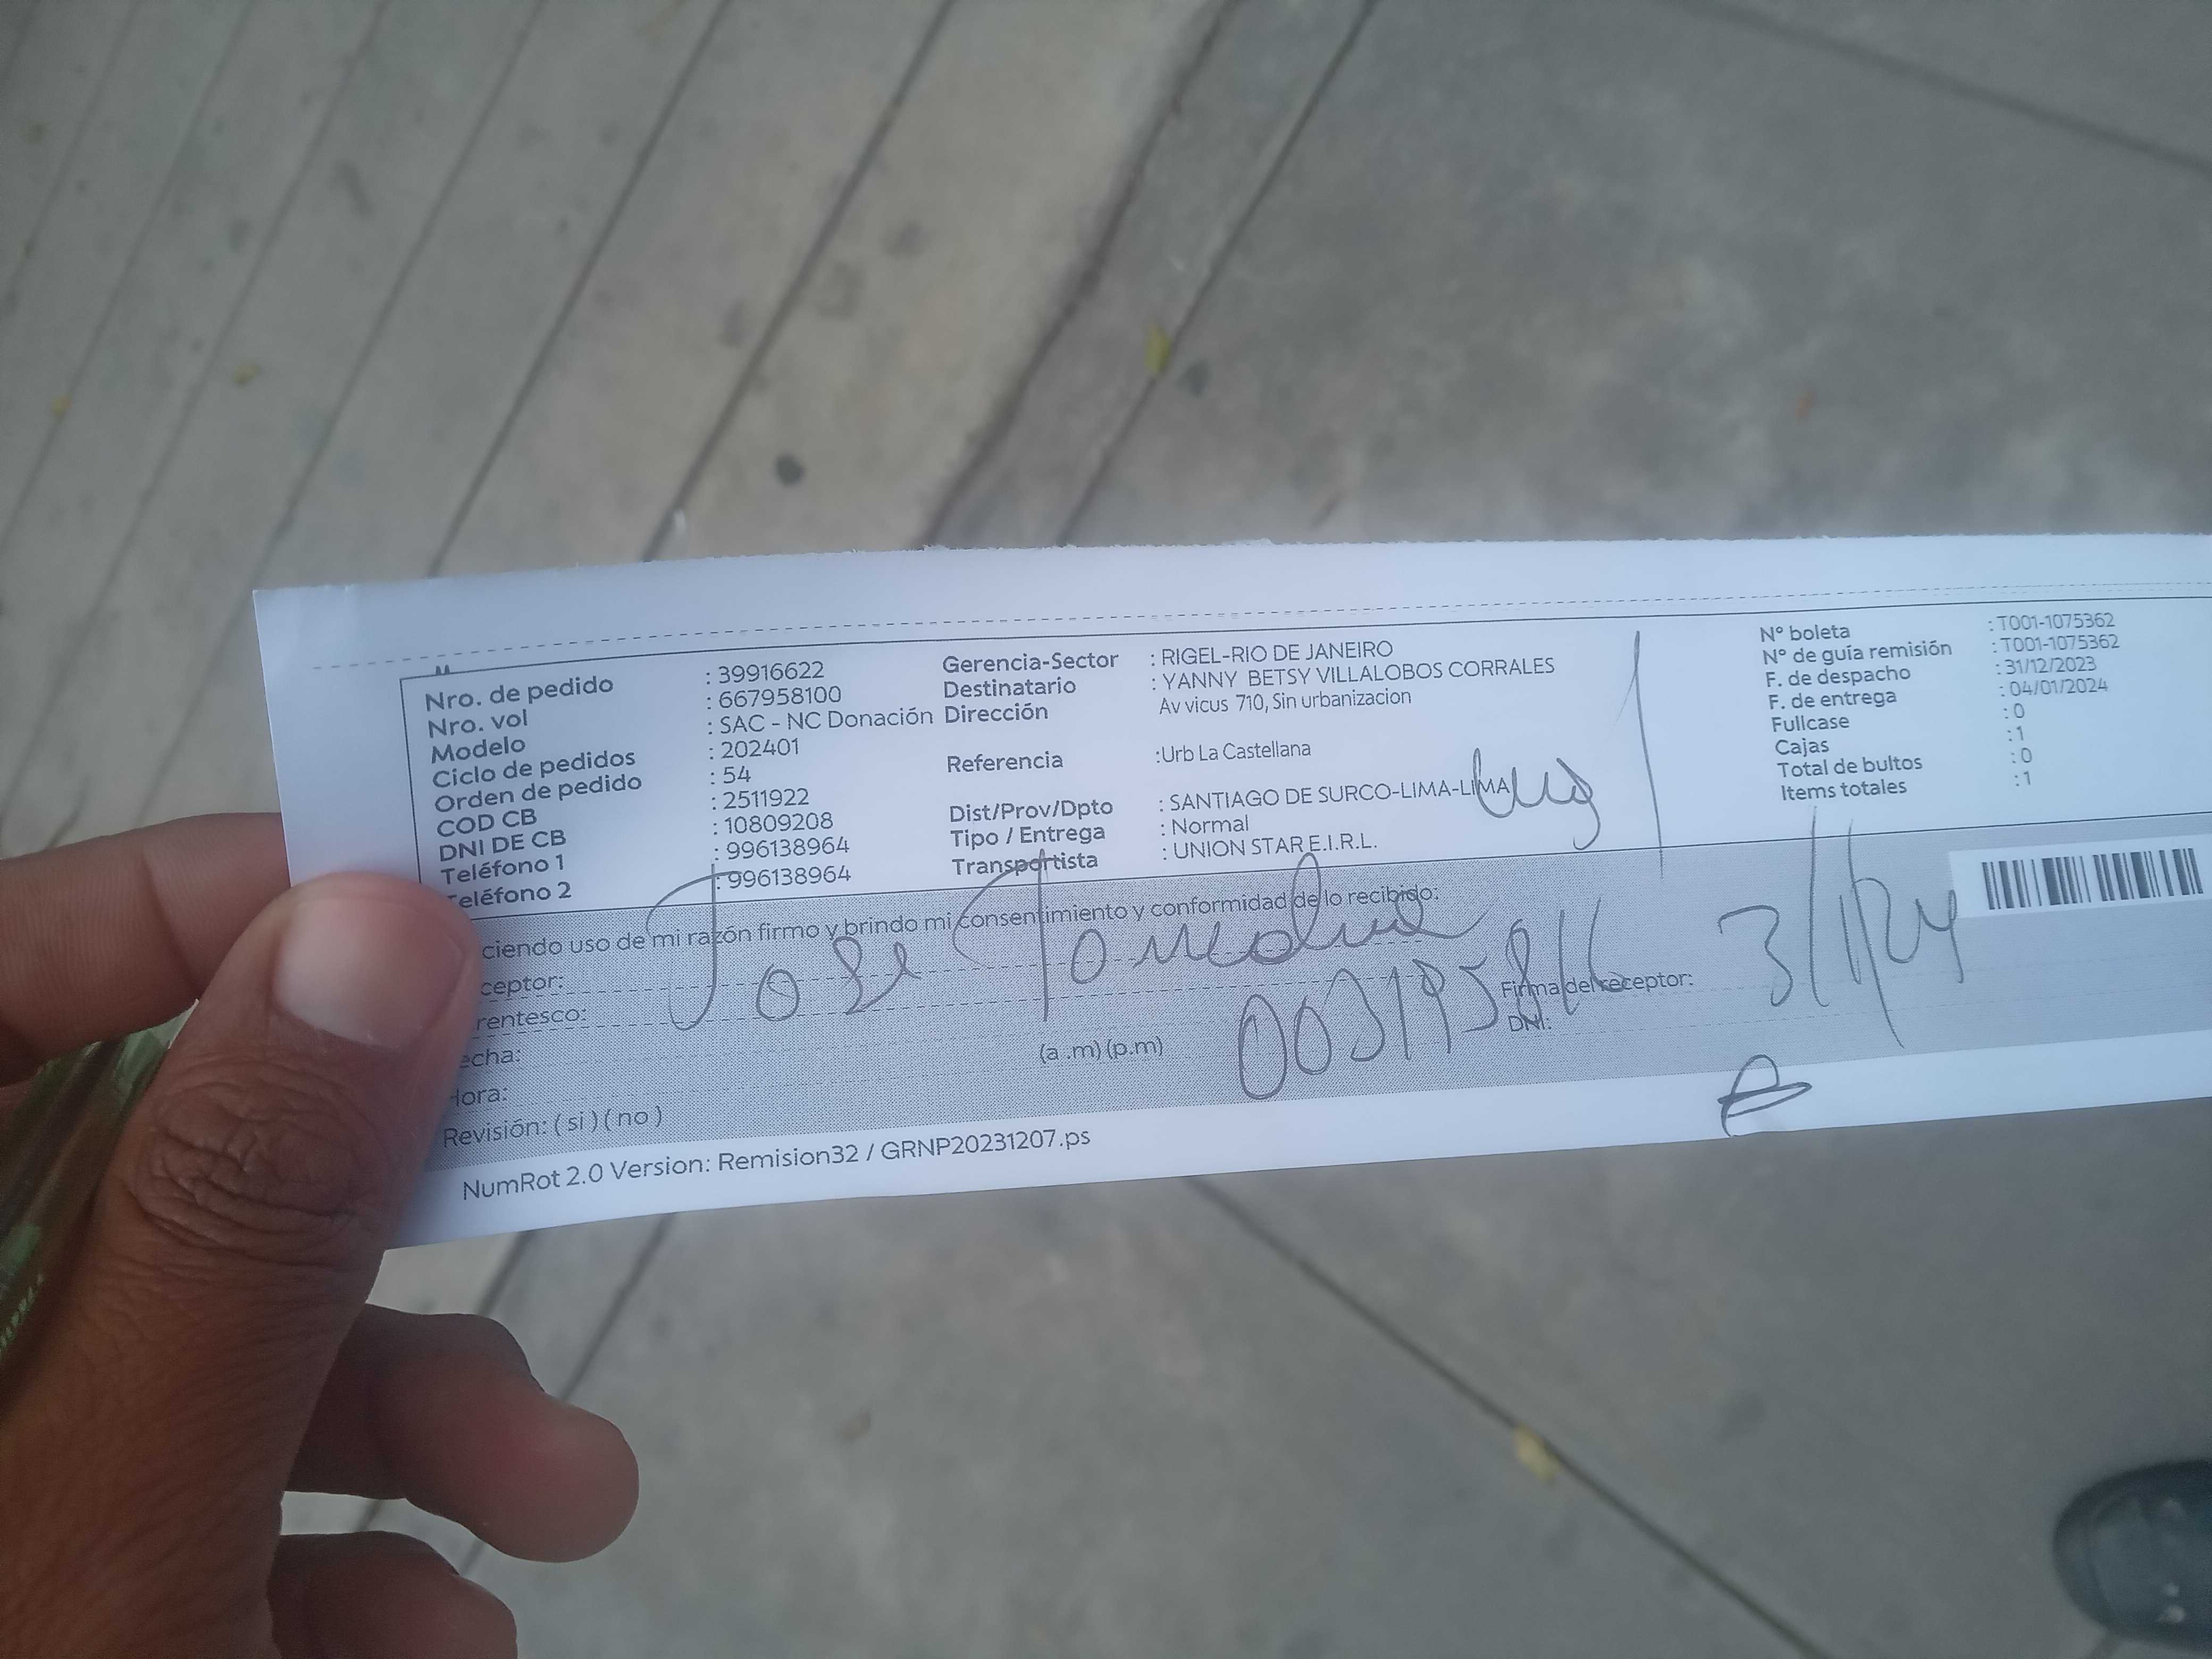 Nro. de pedido : 39916622
Nro. vol : 667958100
Modelo : SAC - NC Donación
Ciclo de pedidos : 202401
Orden de pedido : 54
COD CB : 2511922
DNI DE CB : 10809208
Teléfono 1 : 996138964
Teléfono 2 : 996138964
Gerencia-Sector : RIGEL-RIO DE JANEIRO
Destinatario : YANNY BETSY VILLALOBOS CORRALES
Dirección Av vicus 710, Sin urbanizacion
Referencia :Urb La Castellana
Dist/Prov/Dpto : SANTIAGO DE SURCO-LIMA-LIMA
Tipo / Entrega : Normal
Transportista : UNION STAR E.I.R.L.
N° boleta : T001-1075362
N° de guía remisión : T001-1075362
F. de despacho : 31/12/2023
F. de entrega : 04/01/2024
Fullcase :0
Cajas :1
Total de bultos :0
Items totales :1
ciendo uso de mi razón firmo y brindo mi consentimiento y conformidad de lo recibido:
ceptor: Jose
rentesco:
echa: (a .m) (p.m)
Hora:
Revisión: ( si ) ( no )
Firma del receptor:
DNI:
3/1/24
NumRot 2.0 Version: Remision32 / GRNP20231207.ps